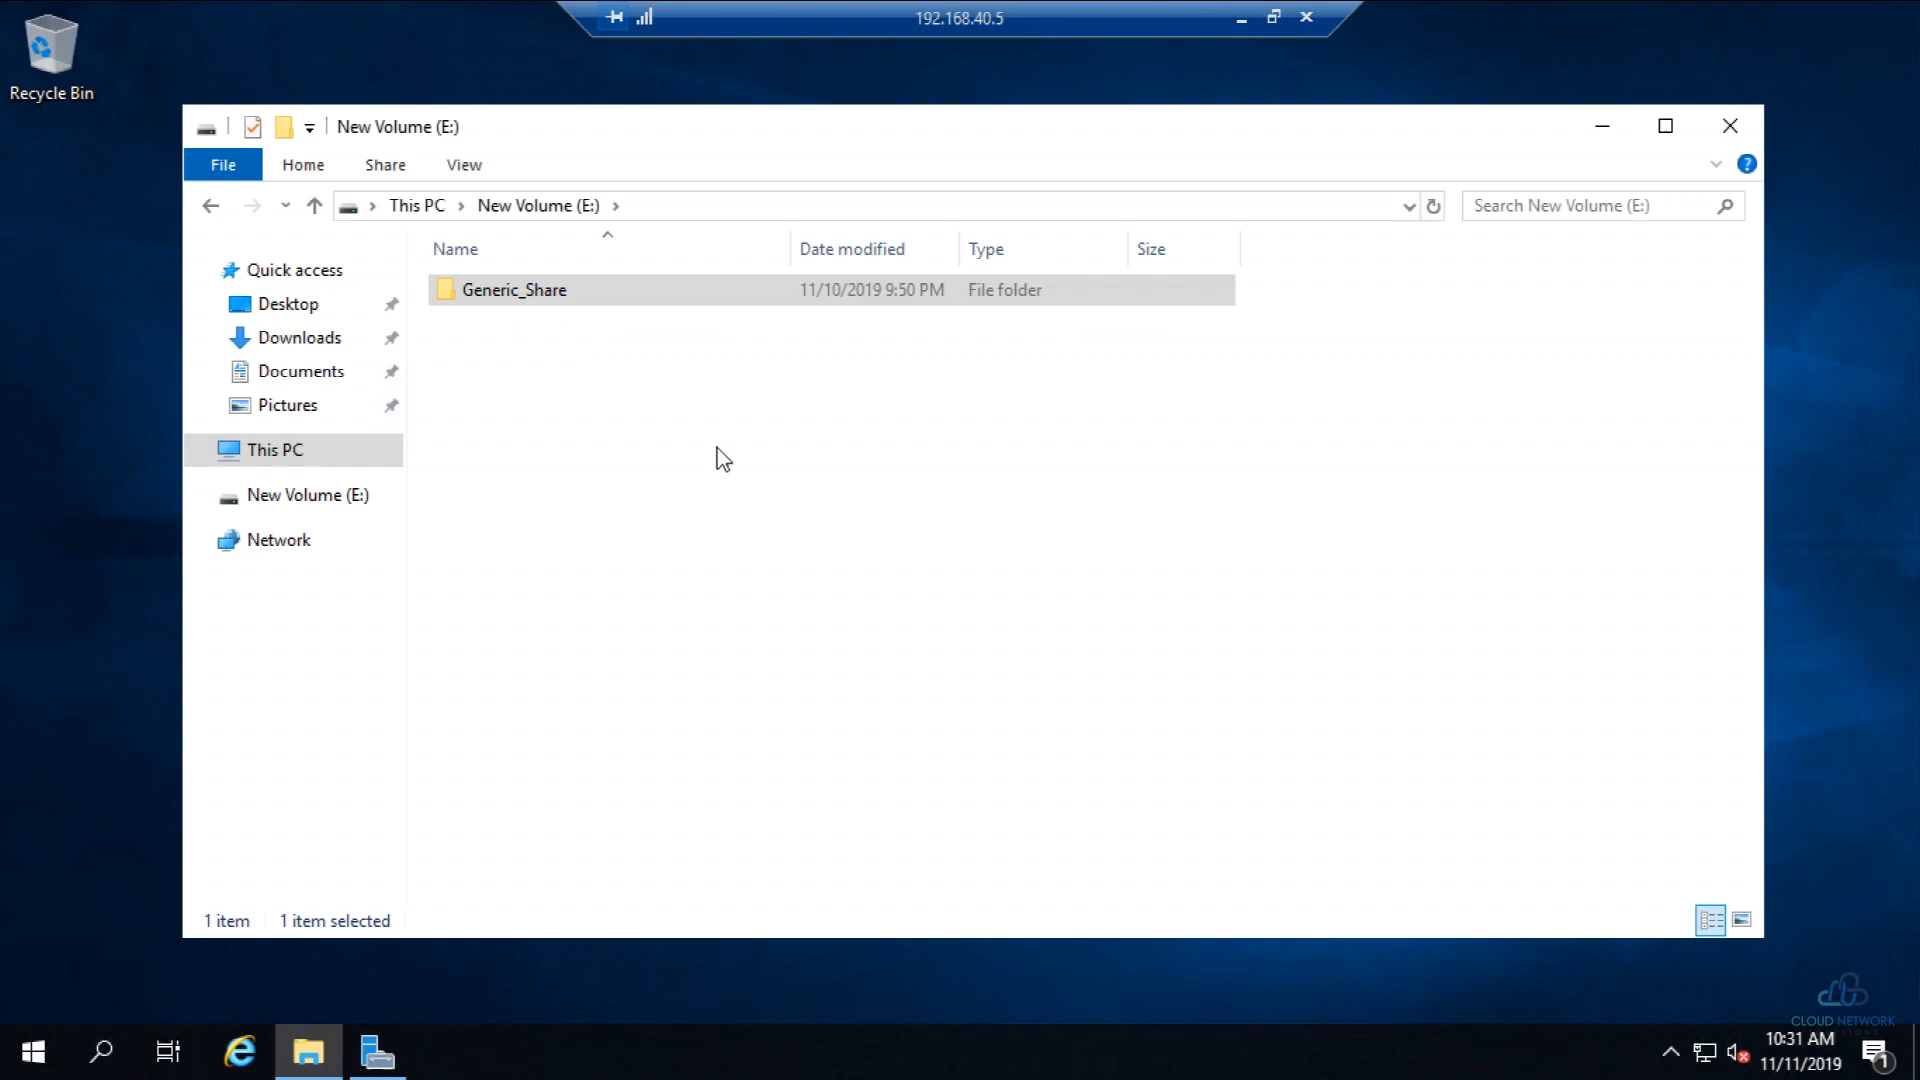 192.168.40.5
Recycle Bin
New Volume (E:)
File Home Share View
This PC New Volume (E:)
Search New Volume (E:)
Name Date modified Type Size
Generic_Share 11/10/2019 9:50 PM File folder
Quick access
Desktop
Downloads
Documents
Pictures
This PC
New Volume (E:)
Network
1 item 1 item selected
CLOUD NETWORK
SOLUTIONS
10:31 AM
11/11/2019
1